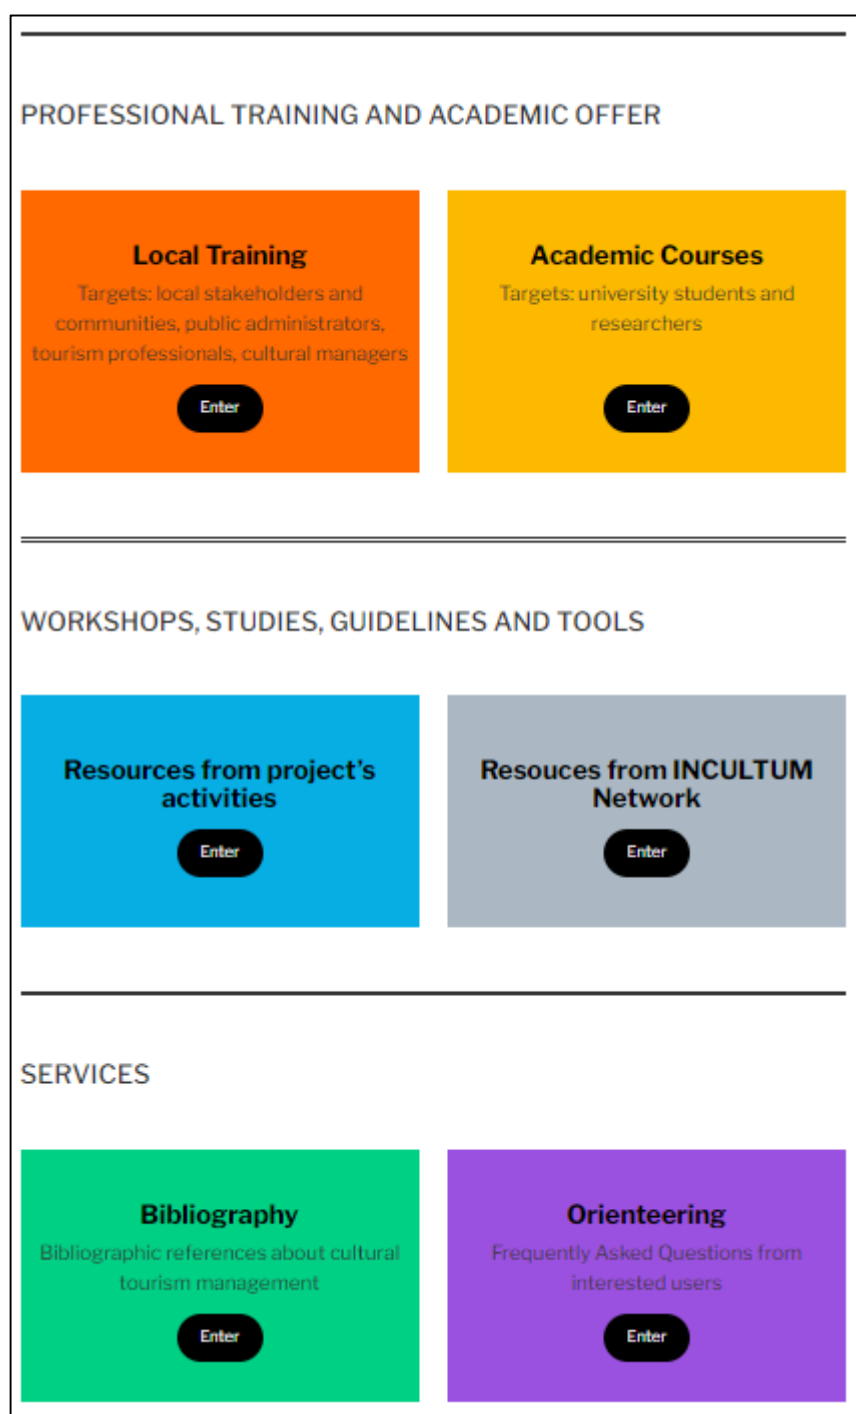 PROFESSIONAL TRAINING AND ACADEMIC OFFER
Local Training
Targets: local stakeholders and
communities, public administrators,
tourism professionals, cultural managers
Enter
Academic Courses
Targets: university students and
researchers
Enter
WORKSHOPS, STUDIES, GUIDELINES AND TOOLS
Resources from project's
activities
Enter
Resouces from INCULTUM
Network
Enter
SERVICES
Bibliography
Bibliographic references about cultural
tourism management
Enter
Orienteering
Frequently Asked Questions from
interested users
Enter